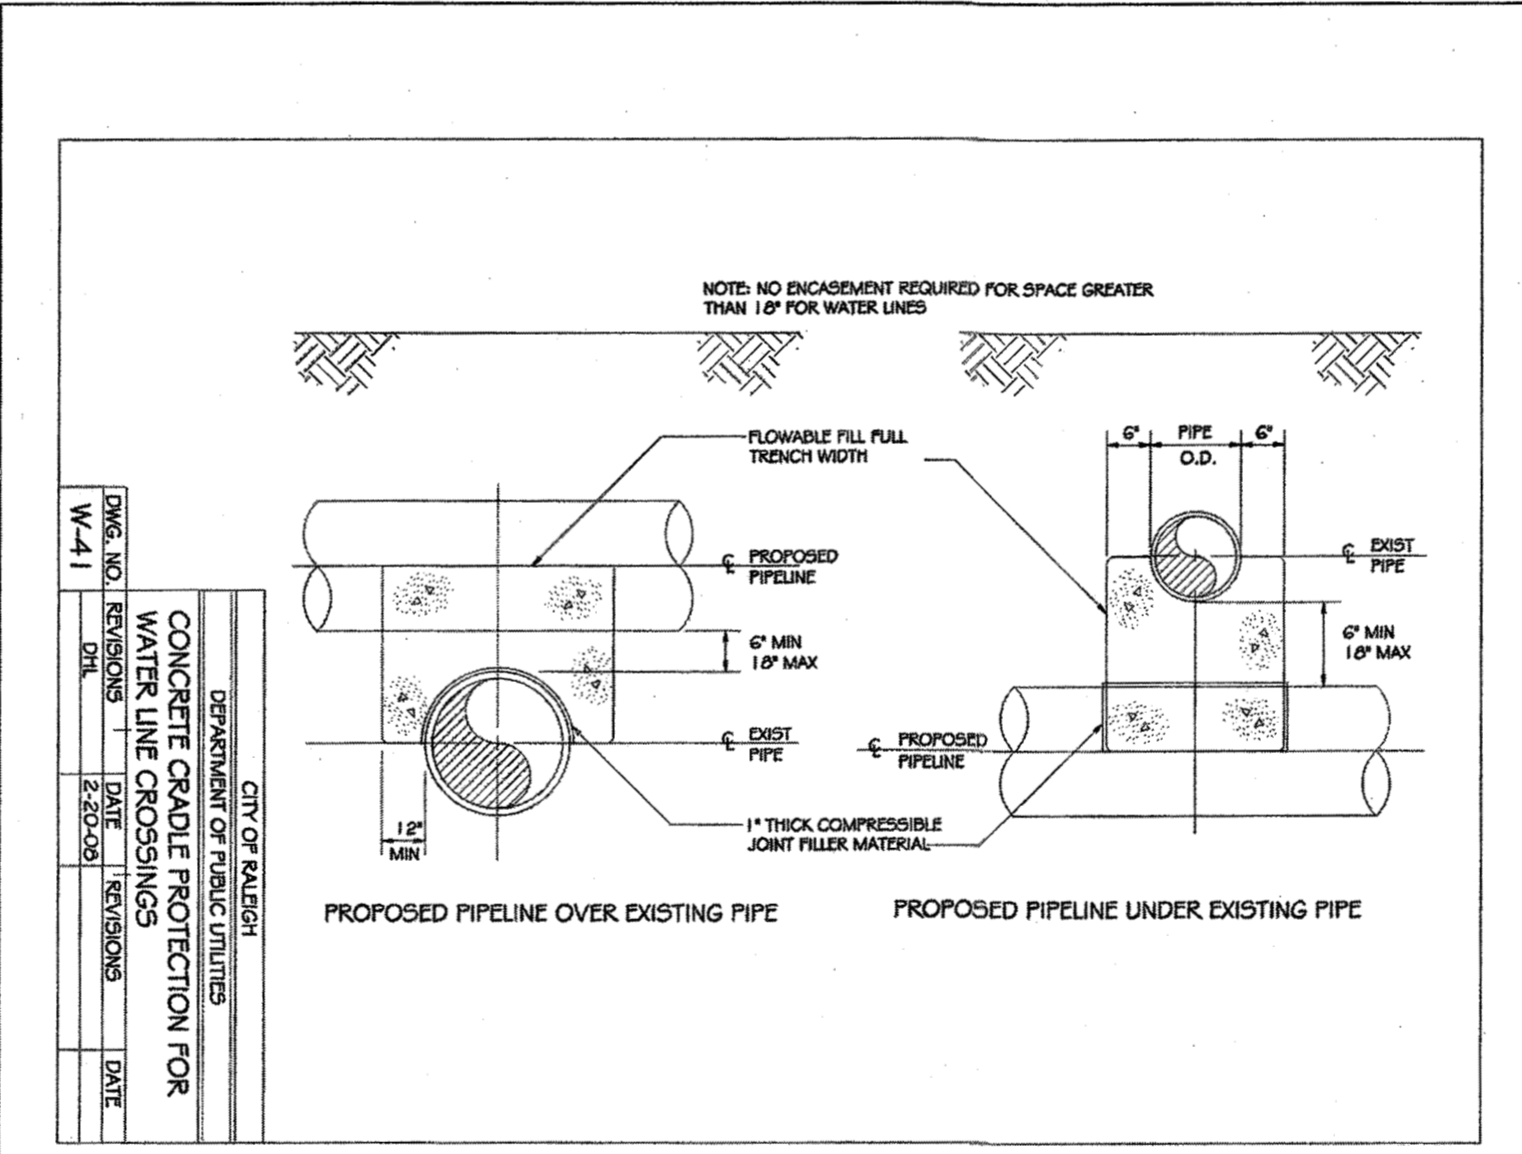 NOTE: NO ENCASEMENT REQUIRED FOR SPACE GREATER
THAN 18" FOR WATER LINES
FLOWABLE FILL FULL
TRENCH WIDTH
6"
PIPE
O.D.
6"
℄
PROPOSED
PIPELINE
℄
EXIST
PIPE
6" MIN
18" MAX
6" MIN
18" MAX
℄
EXIST
PIPE
℄
PROPOSED
PIPELINE
12"
MIN
1" THICK COMPRESSIBLE
JOINT FILLER MATERIAL
PROPOSED PIPELINE OVER EXISTING PIPE
PROPOSED PIPELINE UNDER EXISTING PIPE
CITY OF RALEIGH
DEPARTMENT OF PUBLIC UTILITIES
CONCRETE CRADLE PROTECTION FOR
WATER LINE CROSSINGS
DWG. NO.
REVISIONS
DATE
REVISIONS
DATE
W-41
DHL
2-20-08